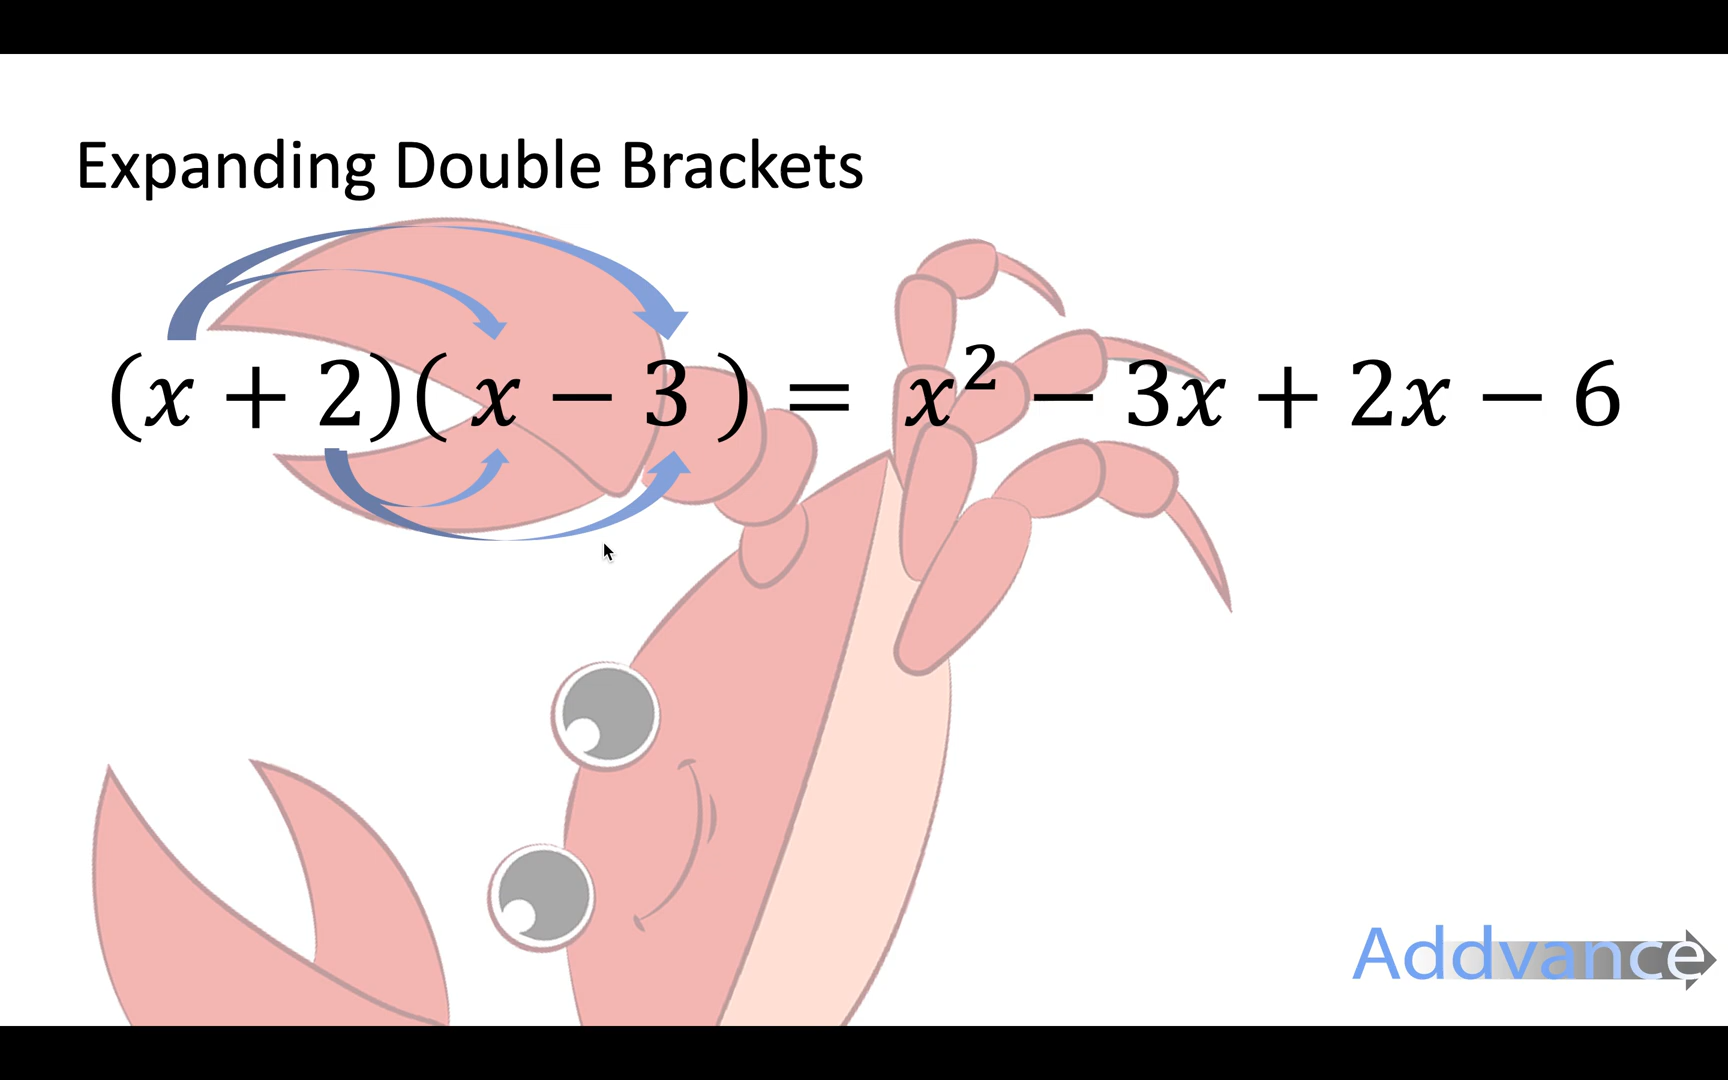 Expanding Double Brackets
(x + 2)( x − 3 ) = x² − 3x + 2x − 6
Addvance